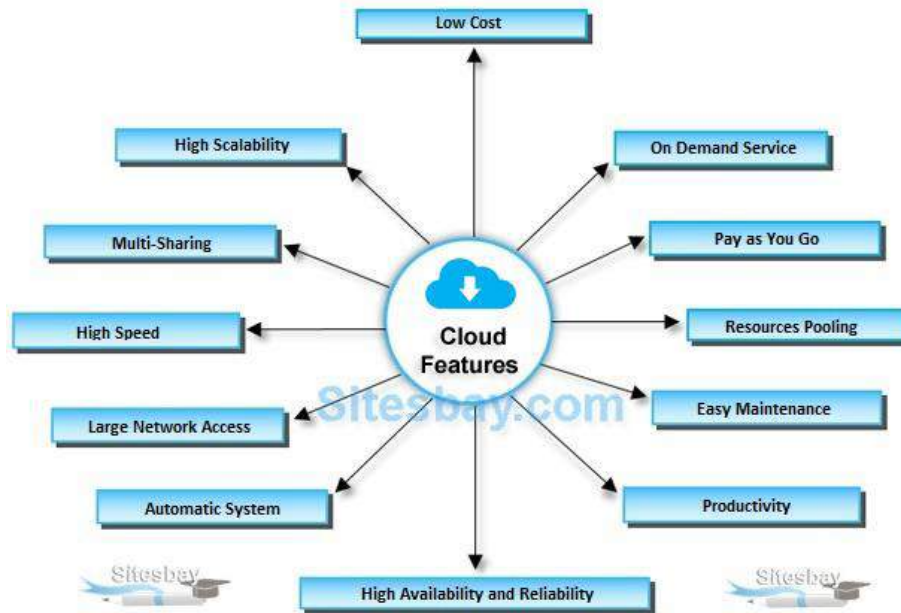 Low Cost
High Scalability
On Demand Service
Multi-Sharing
Pay as You Go
High Speed
Resources Pooling
Cloud
Features
Sitesbay.com
Large Network Access
Easy Maintenance
Automatic System
Productivity
High Availability and Reliability
Sitesbay
Sitesbay